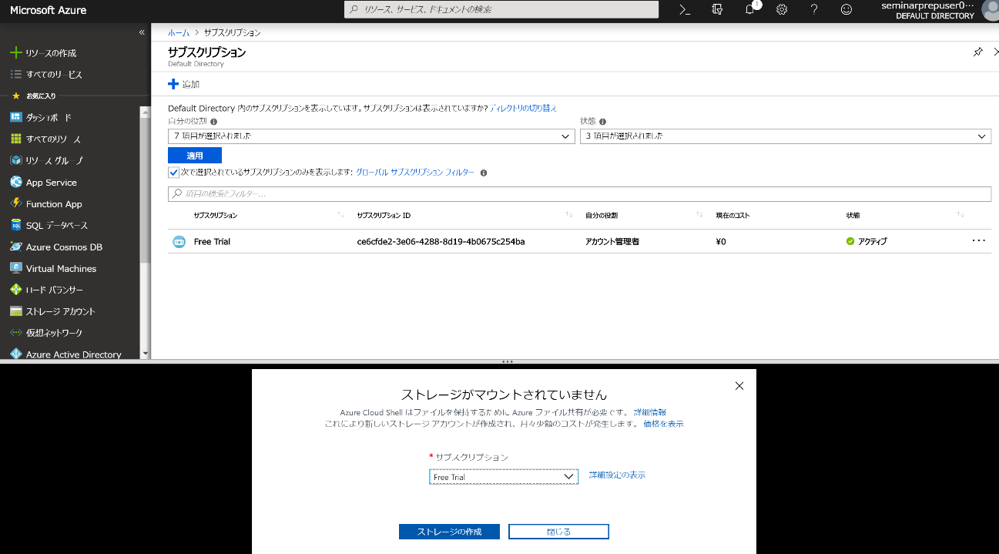 Microsoft Azure
リソース、サービス、ドキュメントの検索
1
seminarprepuser0…
DEFAULT DIRECTORY
«
リソースの作成
すべてのサービス
お気に入り
ダッシュボード
すべてのリソース
リソース グループ
App Service
Function App
SQL データベース
Azure Cosmos DB
Virtual Machines
ロード バランサー
ストレージ アカウント
仮想ネットワーク
Azure Active Directory
ホーム > サブスクリプション
サブスクリプション
Default Directory
追加
Default Directory 内のサブスクリプションを表示しています。サブスクリプションは表示されていますか? ディレクトリの切り替え
自分の役割 状態
7 項目が選択されました 3 項目が選択されました
適用
次で選択されているサブスクリプションのみを表示します: グローバル サブスクリプション フィルター
項目の検索とフィルター...
サブスクリプション サブスクリプション ID 自分の役割 現在のコスト 状態
Free Trial ce6cfde2-3e06-4288-8d19-4b0675c254ba アカウント管理者 ¥0 アクティブ
ストレージがマウントされていません
Azure Cloud Shell はファイルを保持するために Azure ファイル共有が必要です。 詳細情報
これにより新しいストレージ アカウントが作成され、月々少額のコストが発生します。 価格を表示
* サブスクリプション
Free Trial 詳細設定の表示
ストレージの作成 閉じる